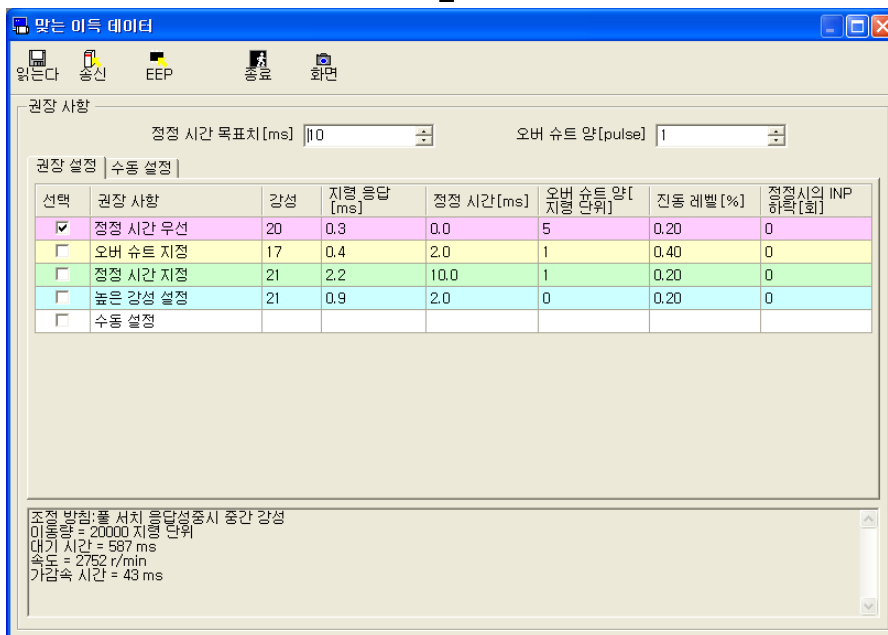 맞는 이득 데이터
읽는다 송신 EEP 종료 화면
권장 사항
정정 시간 목표치[ms] 10 오버 슈트 양[pulse] 1
권장 설정 수동 설정
선택 권장 사항 강성 지령 응답[ms] 정정 시간[ms] 오버 슈트 양[지령 단위] 진동 레벨[%] 정정시의 INP 하락[회]
정정 시간 우선 20 0.3 0.0 5 0.20 0
오버 슈트 지정 17 0.4 2.0 1 0.40 0
정정 시간 지정 21 2.2 10.0 1 0.20 0
높은 강성 설정 21 0.9 2.0 0 0.20 0
수동 설정
조정 방침:풀 서치 응답성중시 중간 강성
이동량 = 20000 지령 단위
대기 시간 = 587 ms
속도 = 2752 r/min
가감속 시간 = 43 ms